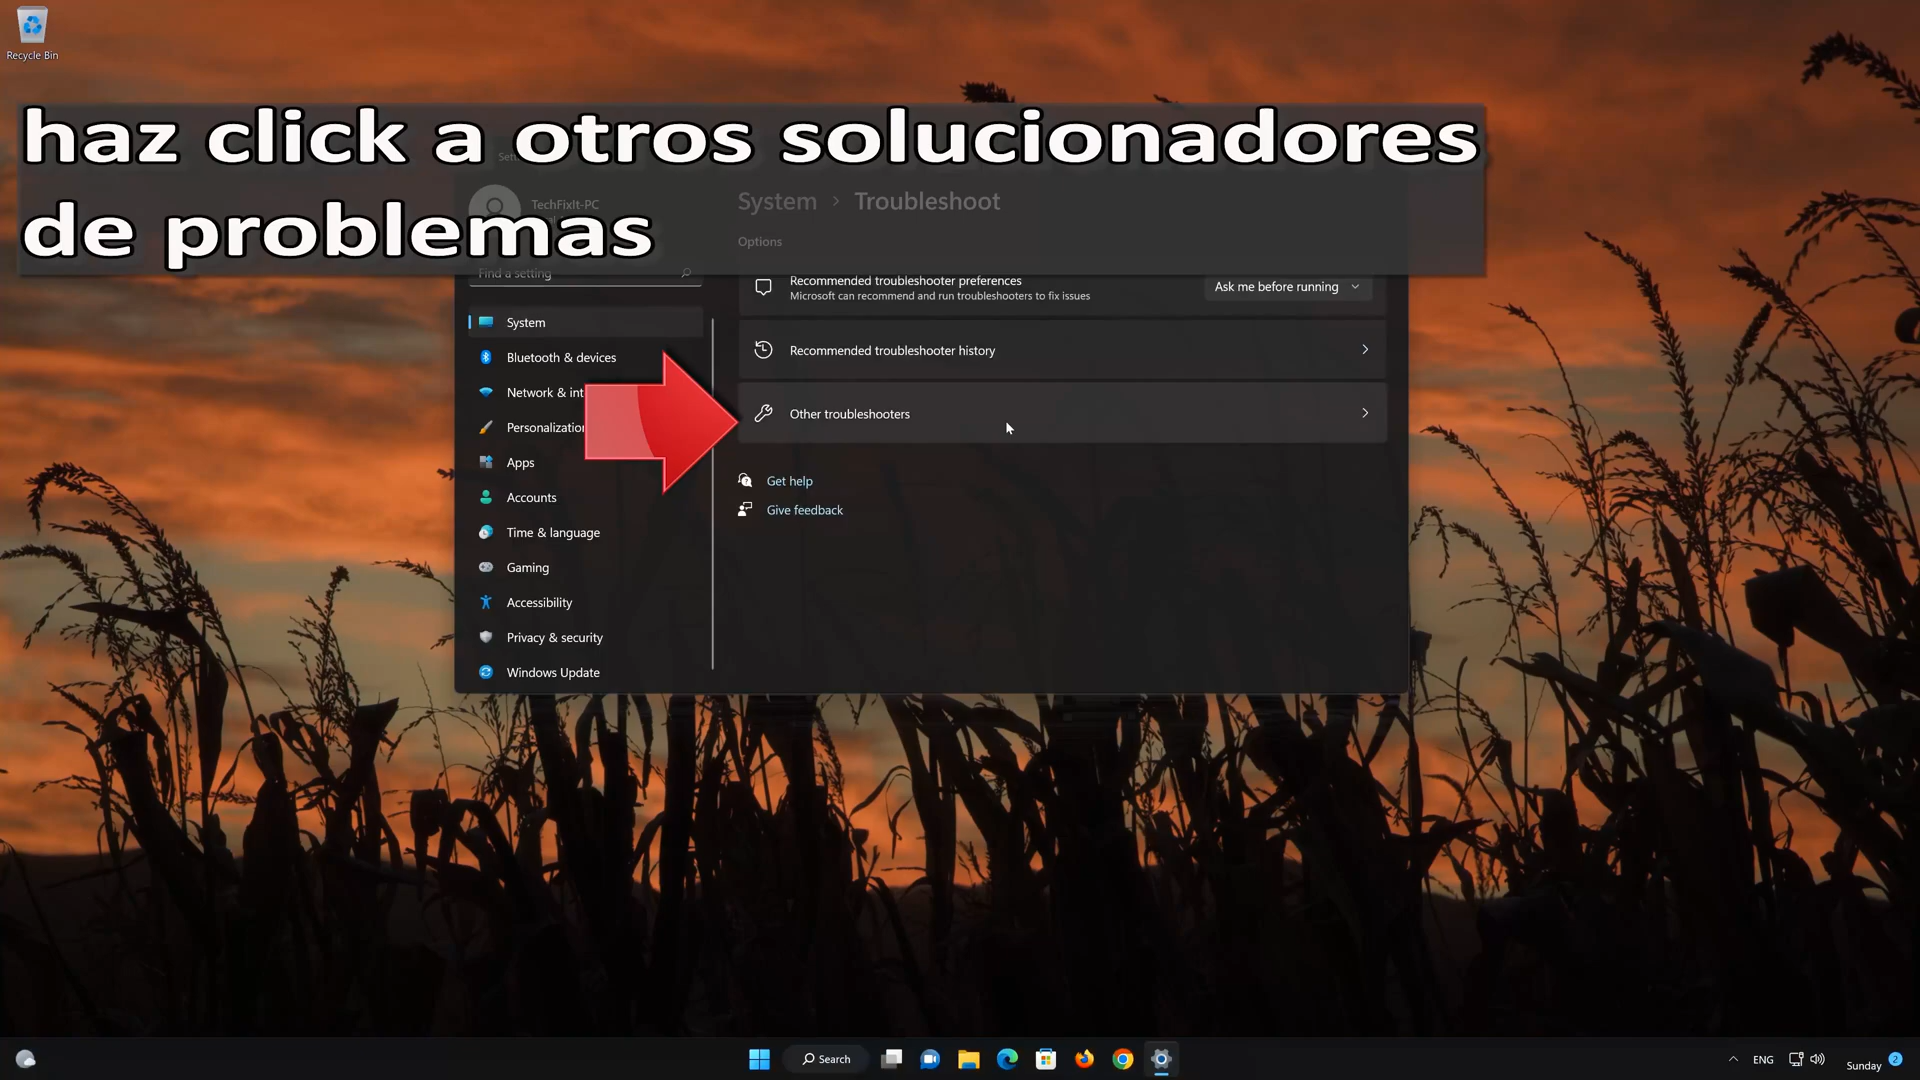 Recycle Bin
haz click a otros solucionadores
de problemas
TechFixIt-PC
System > Troubleshoot
Options
Find a setting
Recommended troubleshooter preferences
Microsoft can recommend and run troubleshooters to fix issues
Ask me before running
System
Bluetooth & devices
Network & int
Personalization
Apps
Accounts
Time & language
Gaming
Accessibility
Privacy & security
Windows Update
Recommended troubleshooter history
Other troubleshooters
Get help
Give feedback
Search
ENG
Sunday
2